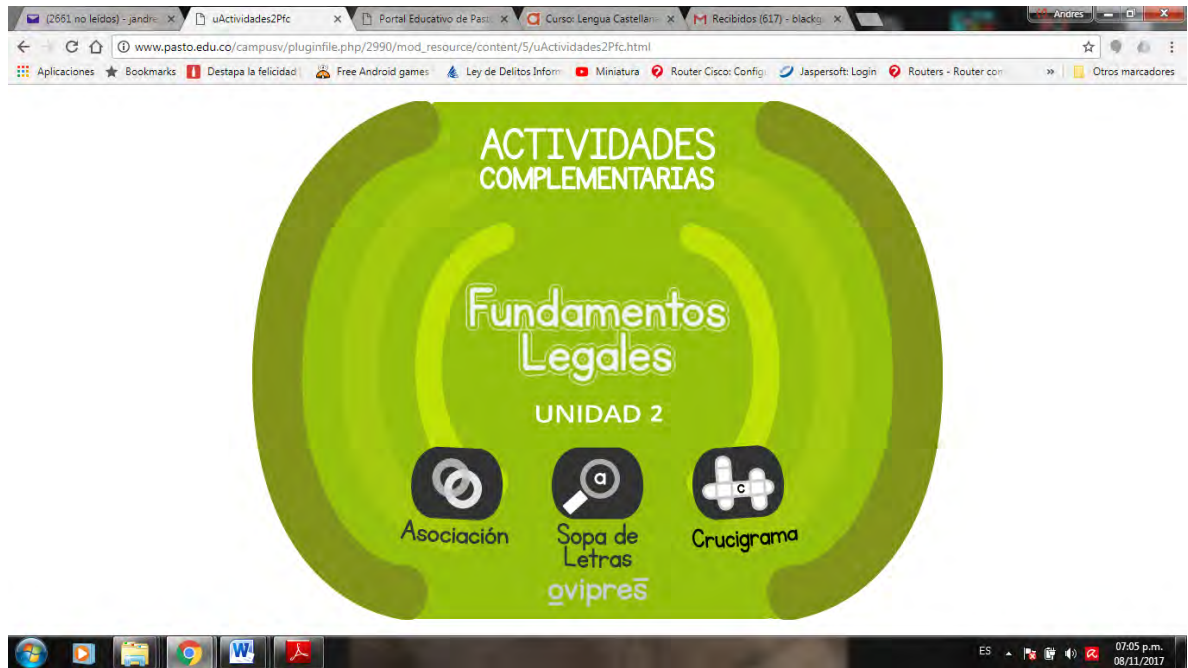 (2661 no leídos) - jandre
uActividades2Pfc
Portal Educativo de Past
Curso: Lengua Castellan
Recibidos (617) - blackg
Andres
www.pasto.edu.co/campusv/pluginfile.php/2990/mod_resource/content/5/uActividades2Pfc.html
Aplicaciones Bookmarks Destapa la felicidad Free Android games Ley de Delitos Inform Miniatura Router Cisco: Config Jaspersoft: Login Routers - Router con » Otros marcadores
ACTIVIDADES
COMPLEMENTARIAS
Fundamentos
Legales
UNIDAD 2
a
c
Asociación
Sopa de
Letras
Crucigrama
ovipres
ES
07:05 p.m.
08/11/2017